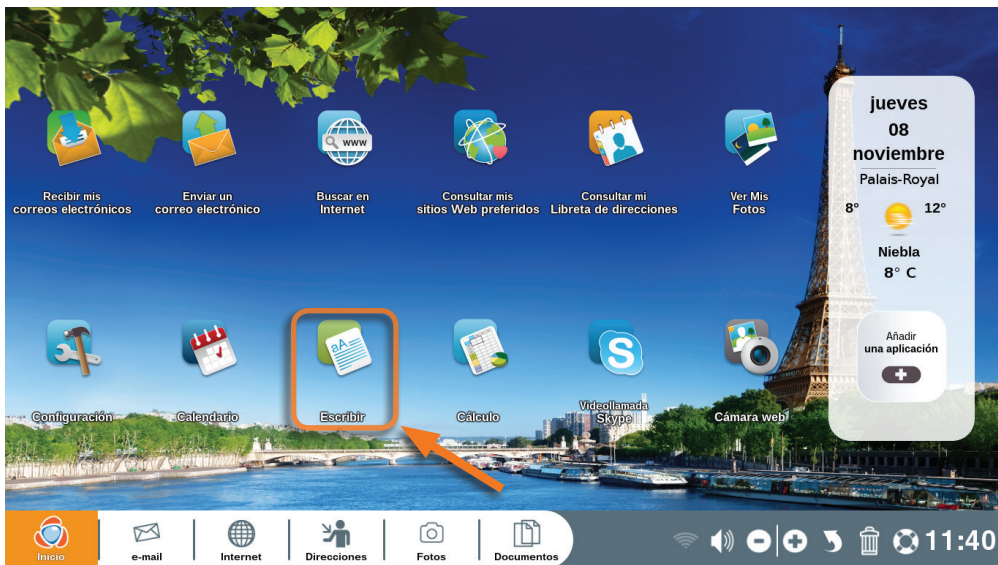 Recibir mis
correos electrónicos
Enviar un
correo electrónico
WWW
Buscar en
Internet
Consultar mis
sitios Web preferidos
Consultar mi
Libreta de direcciones
Ver Mis
Fotos
jueves
08
noviembre
Palais-Royal
8° 12°
Niebla
8° C
Añadir
una aplicación
Configuración
Calendario
aA
Escribir
Cálculo
S
Videollamada
Skype
Cámara web
Inicio
e-mail
Internet
Direcciones
Fotos
Documentos
11:40